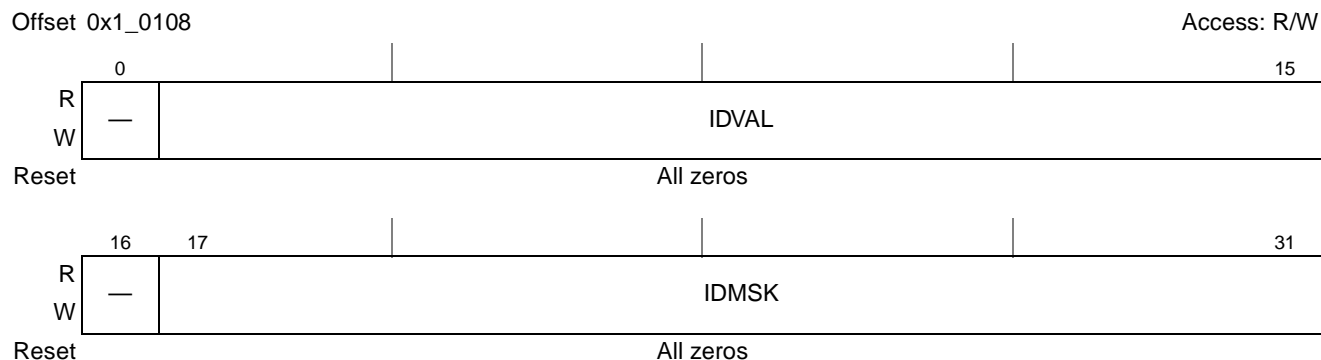 Offset 0x1_0108 Access: R/W
0 15
R
— IDVAL
W
Reset All zeros
16 17 31
R
— IDMSK
W
Reset All zeros